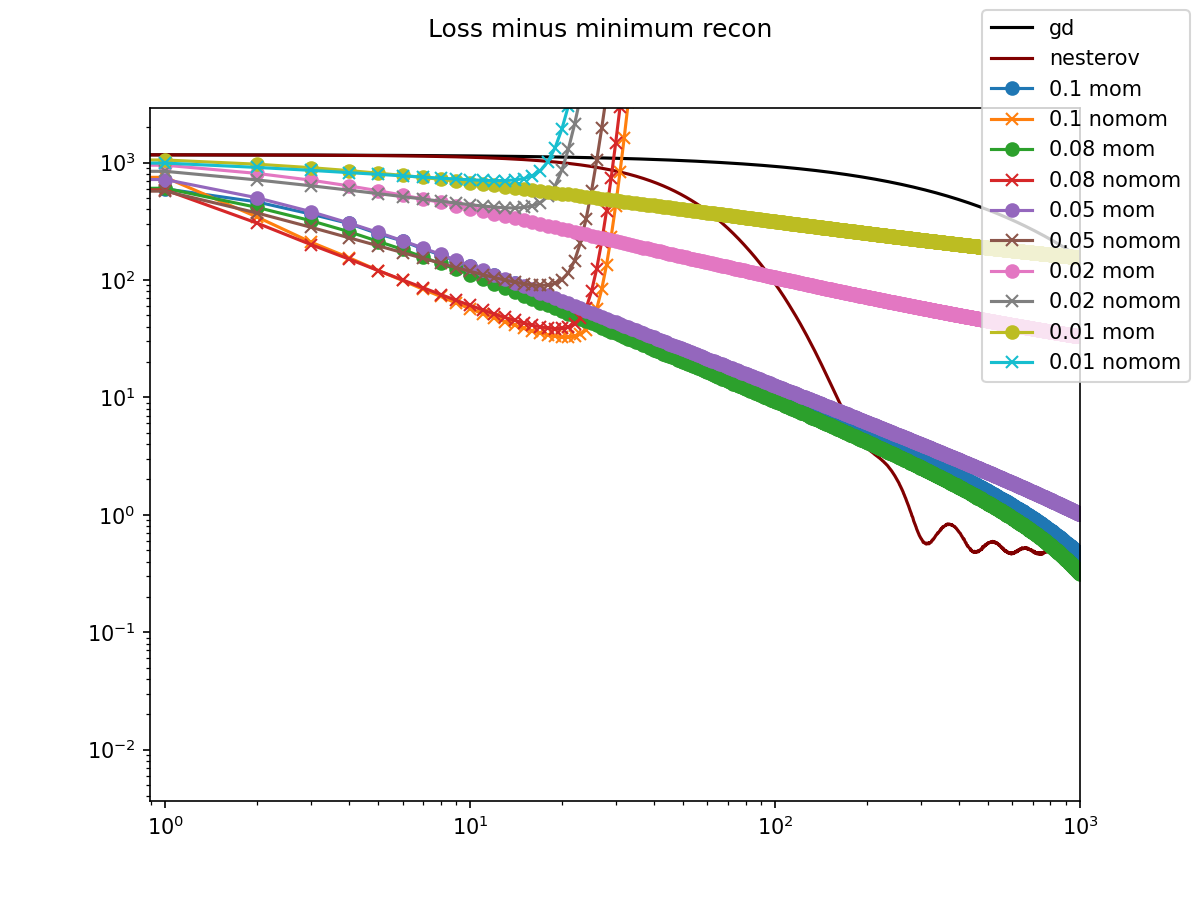 Loss minus minimum recon
gd
nesterov
0.1 mom
0.1 nomom
0.08 mom
0.08 nomom
0.05 mom
0.05 nomom
0.02 mom
0.02 nomom
0.01 mom
0.01 nomom
10³
10²
10¹
10⁰
10⁻¹
10⁻²
10⁰ 10¹ 10² 10³